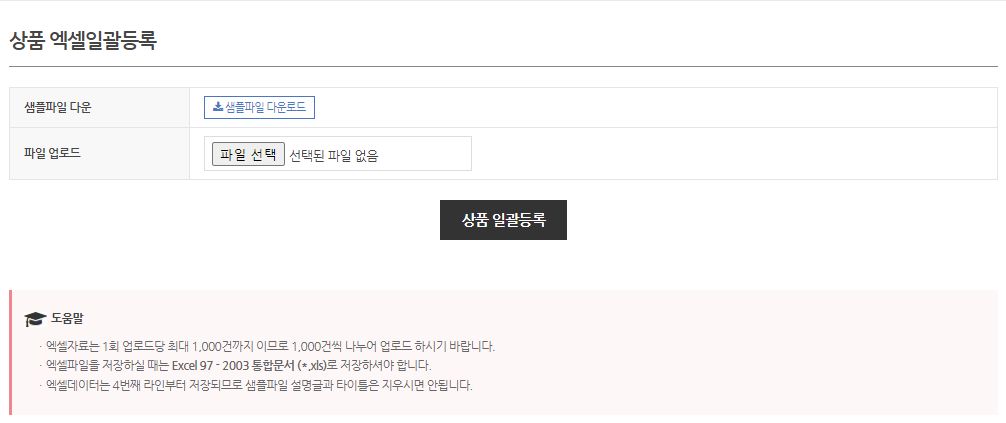 상품 엑셀일괄등록
샘플파일 다운
샘플파일 다운로드
파일 업로드
파일 선택 선택된 파일 없음
상품 일괄등록
도움말
· 엑셀자료는 1회 업로드당 최대 1,000건까지 이므로 1,000건씩 나누어 업로드 하시기 바랍니다.
· 엑셀파일을 저장하실 때는 Excel 97 - 2003 통합문서 (*.xls)로 저장하셔야 합니다.
· 엑셀데이터는 4번째 라인부터 저장되므로 샘플파일 설명글과 타이틀은 지우시면 안됩니다.